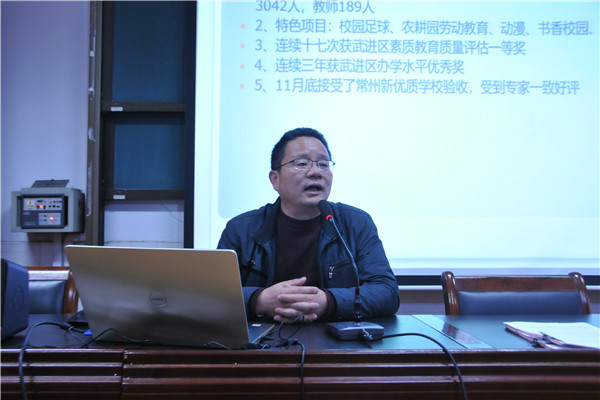 3042人，教师189人
2、特色项目：校园足球、农耕园劳动教育、动漫、书香校园、
3、连续十七次获武进区素质教育质量评估一等奖
4、连续三年获武进区办学水平优秀奖
5、11月底接受了常州新优质学校验收，受到专家一致好评
DELL